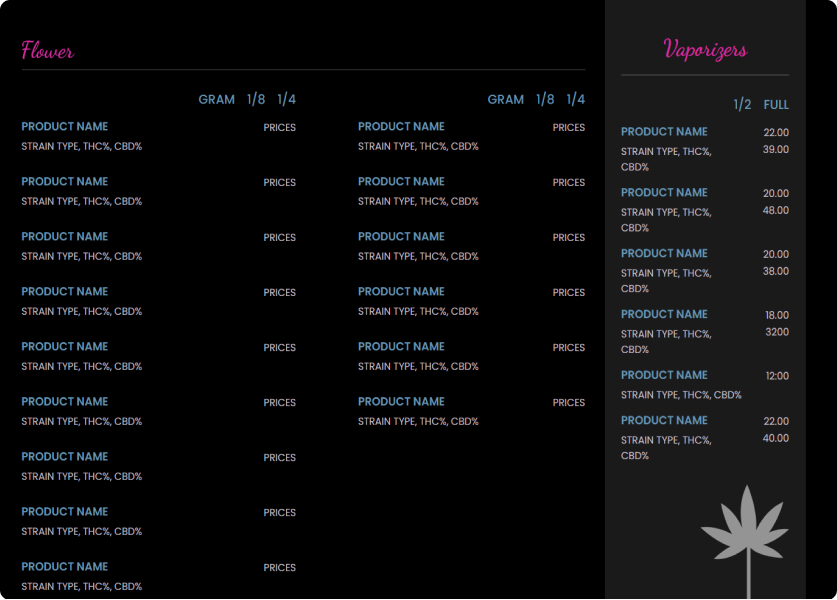 Flower
GRAM 1/8 1/4
PRODUCT NAME PRICES
STRAIN TYPE, THC%, CBD%
PRODUCT NAME PRICES
STRAIN TYPE, THC%, CBD%
PRODUCT NAME PRICES
STRAIN TYPE, THC%, CBD%
PRODUCT NAME PRICES
STRAIN TYPE, THC%, CBD%
PRODUCT NAME PRICES
STRAIN TYPE, THC%, CBD%
PRODUCT NAME PRICES
STRAIN TYPE, THC%, CBD%
PRODUCT NAME PRICES
STRAIN TYPE, THC%, CBD%
PRODUCT NAME PRICES
STRAIN TYPE, THC%, CBD%
PRODUCT NAME PRICES
STRAIN TYPE, THC%, CBD%
GRAM 1/8 1/4
PRODUCT NAME PRICES
STRAIN TYPE, THC%, CBD%
PRODUCT NAME PRICES
STRAIN TYPE, THC%, CBD%
PRODUCT NAME PRICES
STRAIN TYPE, THC%, CBD%
PRODUCT NAME PRICES
STRAIN TYPE, THC%, CBD%
PRODUCT NAME PRICES
STRAIN TYPE, THC%, CBD%
PRODUCT NAME PRICES
STRAIN TYPE, THC%, CBD%
Vaporizers
1/2 FULL
PRODUCT NAME 22.00
STRAIN TYPE, THC%, 39.00
CBD%
PRODUCT NAME 20.00
STRAIN TYPE, THC%, 48.00
CBD%
PRODUCT NAME 20.00
STRAIN TYPE, THC%, 38.00
CBD%
PRODUCT NAME 18.00
STRAIN TYPE, THC%, 3200
CBD%
PRODUCT NAME 12:00
STRAIN TYPE, THC%, CBD%
PRODUCT NAME 22.00
STRAIN TYPE, THC%, 40.00
CBD%